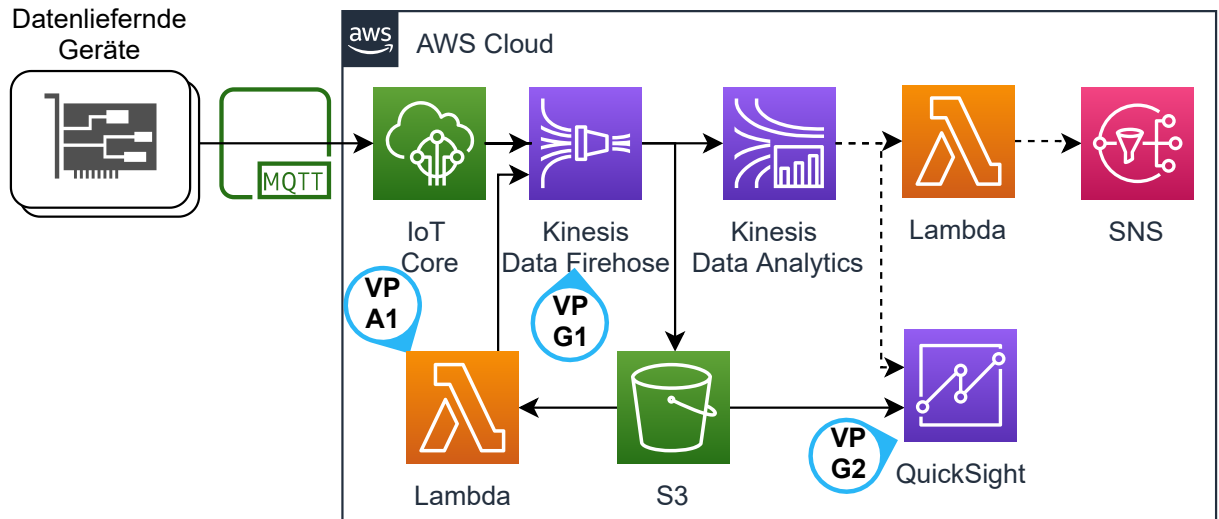 Datenliefernde
Geräte
aws
AWS Cloud
MQTT
IoT
Core
Kinesis
Data Firehose
Kinesis
Data Analytics
Lambda
SNS
VP
A1
VP
G1
VP
G2
Lambda
S3
QuickSight